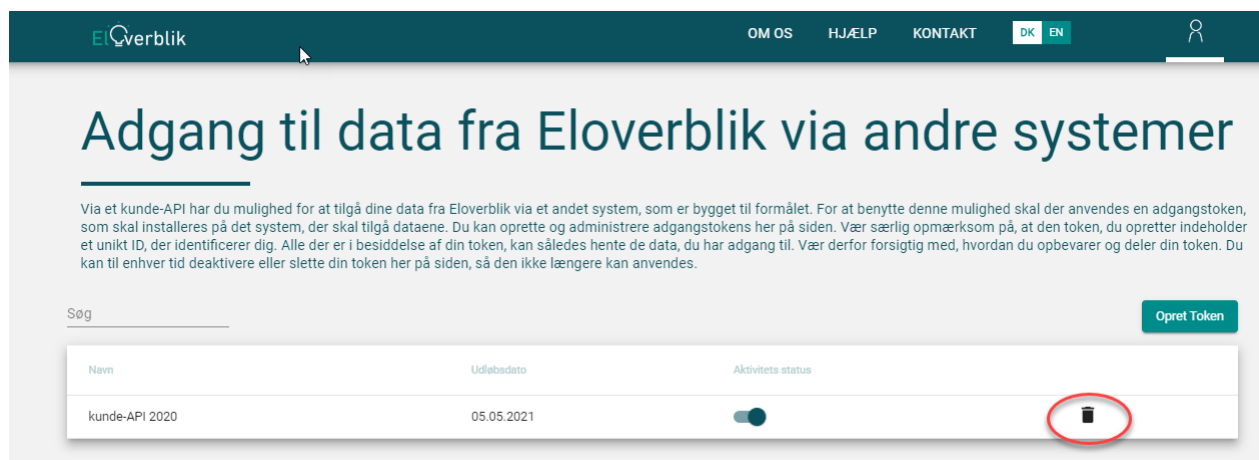 ElOverblik
OM OS HJÆLP KONTAKT DK EN
Adgang til data fra Eloverblik via andre systemer
Via et kunde-API har du mulighed for at tilgå dine data fra Eloverblik via et andet system, som er bygget til formålet. For at benytte denne mulighed skal der anvendes en adgangstoken,
som skal installeres på det system, der skal tilgå dataene. Du kan oprette og administrere adgangstokens her på siden. Vær særlig opmærksom på, at den token, du opretter indeholder
et unikt ID, der identificerer dig. Alle der er i besiddelse af din token, kan således hente de data, du har adgang til. Vær derfor forsigtig med, hvordan du opbevarer og deler din token. Du
kan til enhver tid deaktivere eller slette din token her på siden, så den ikke længere kan anvendes.
Søg
Opret Token
Navn Udløbsdato Aktivitets status
kunde-API 2020 05.05.2021